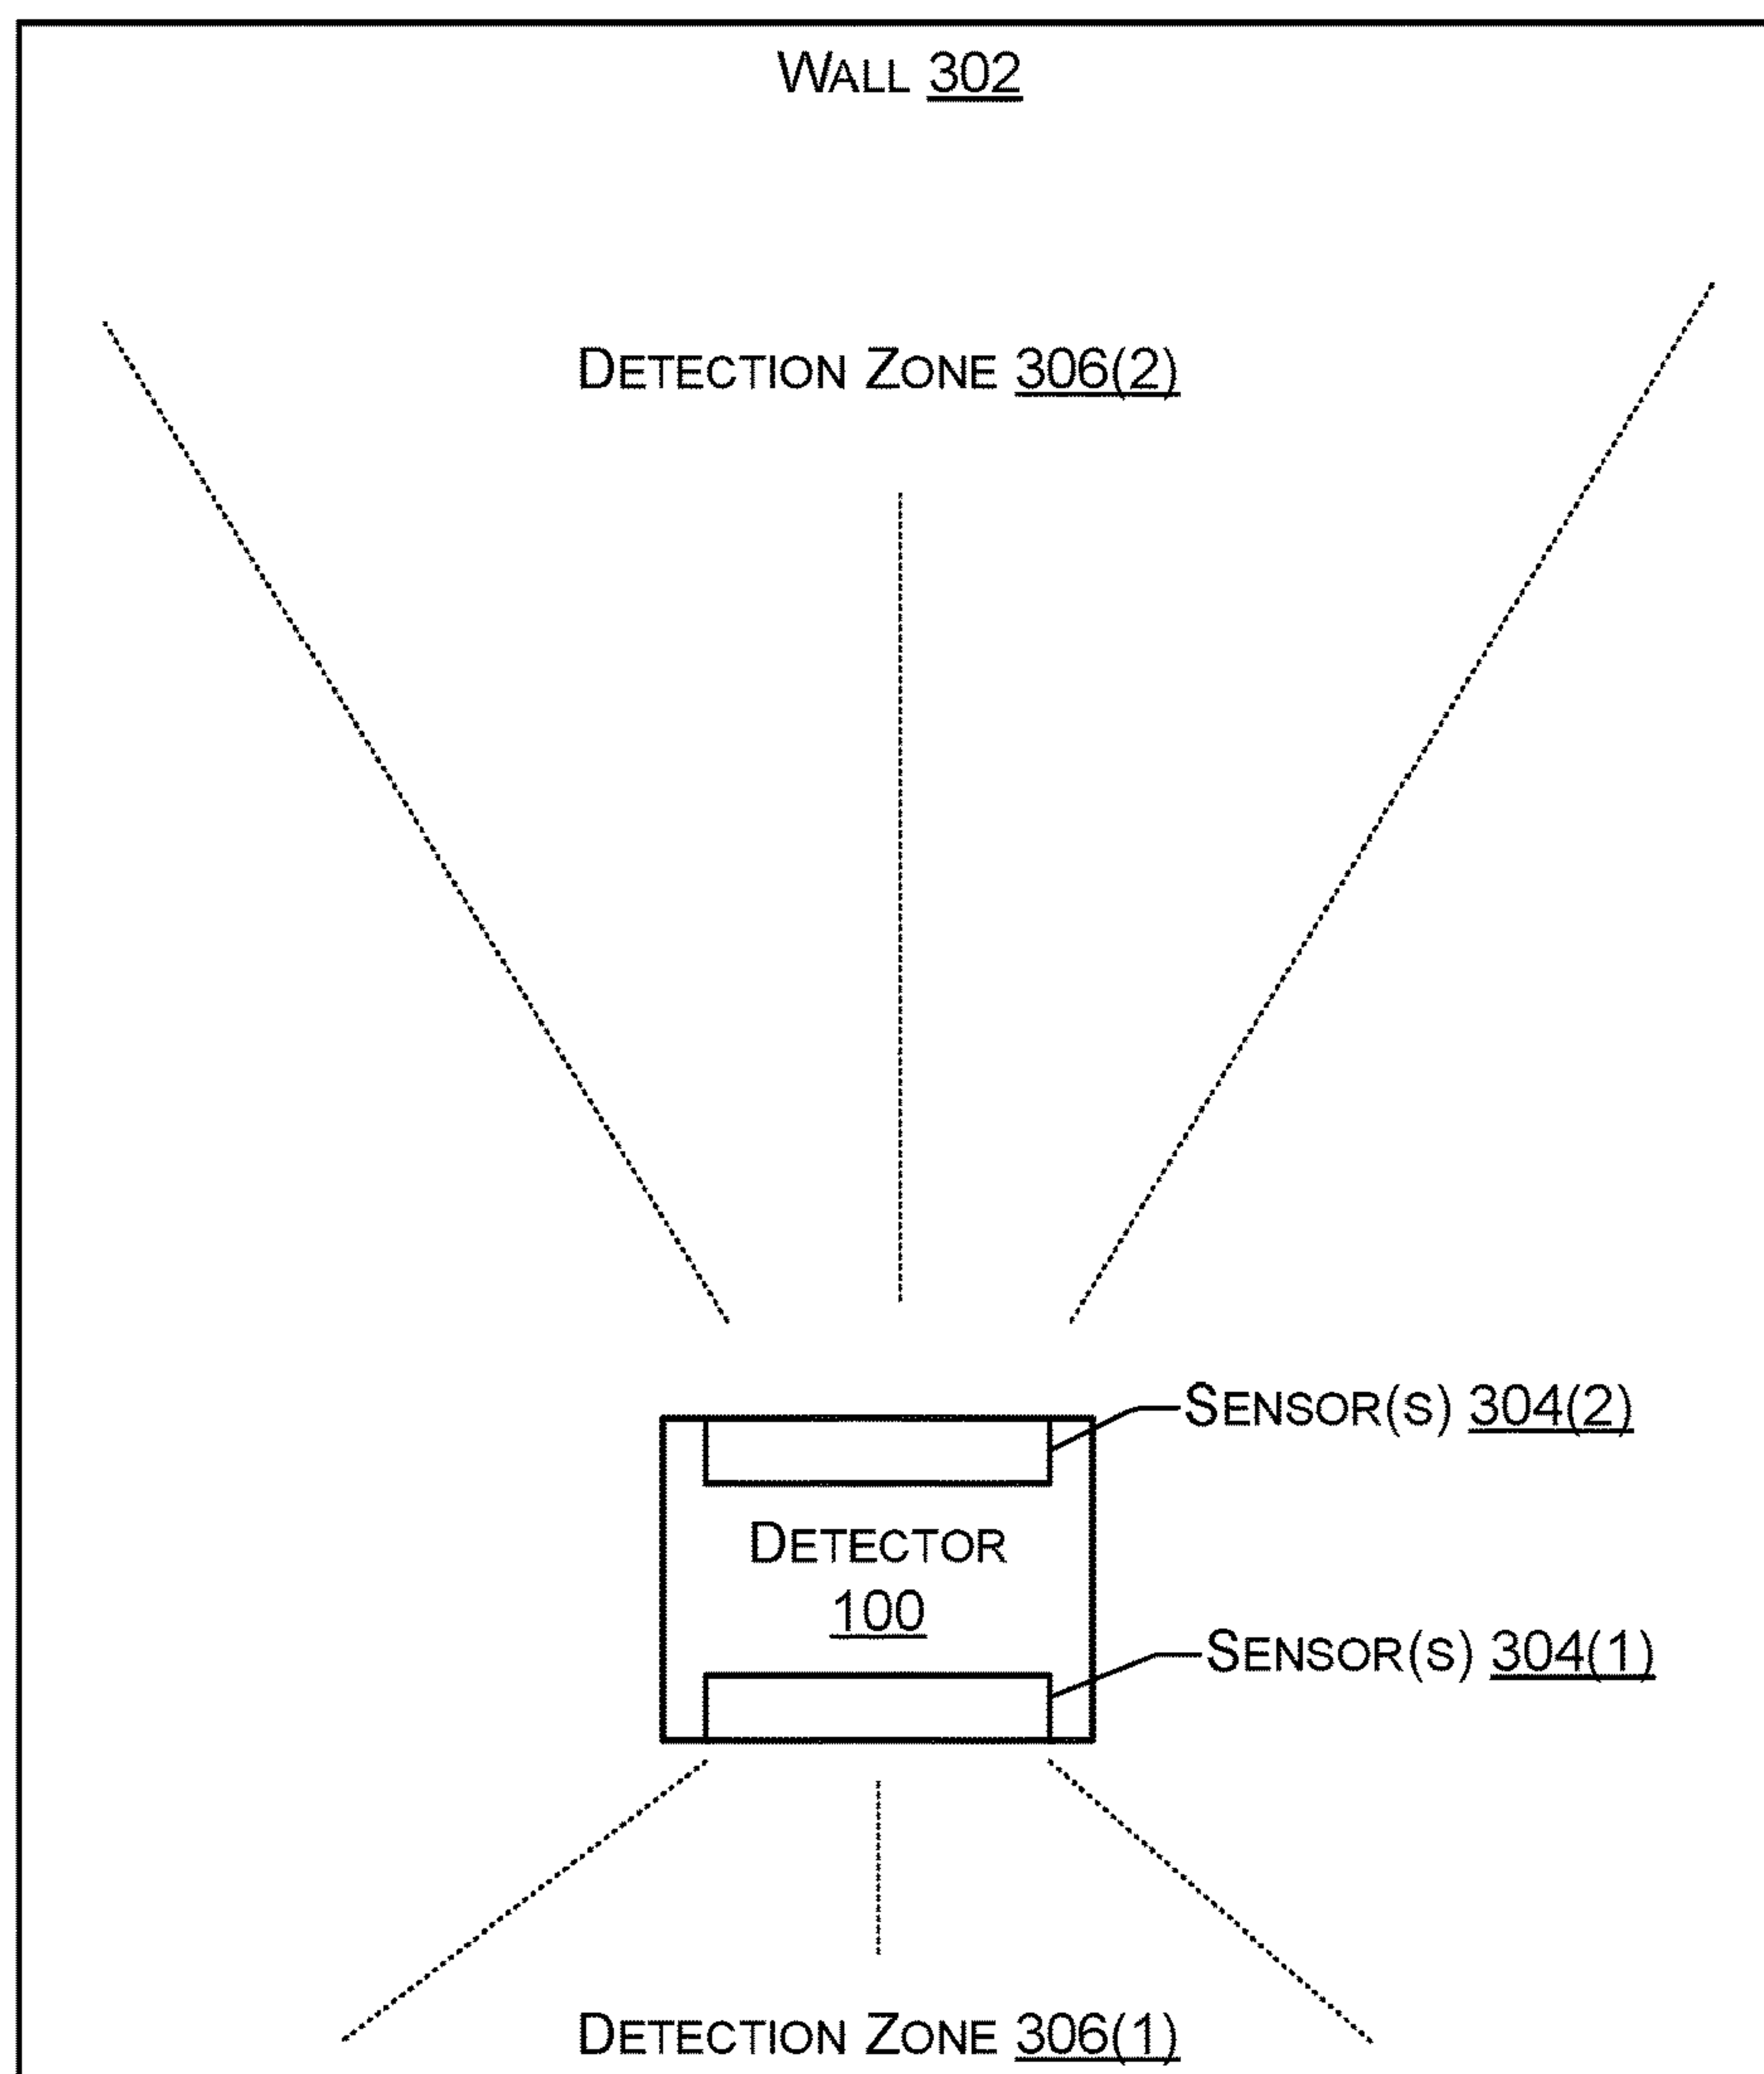 WALL 302
DETECTION ZONE 306(2)
SENSOR(S) 304(2)
DETECTOR
100
SENSOR(S) 304(1)
DETECTION ZONE 306(1)